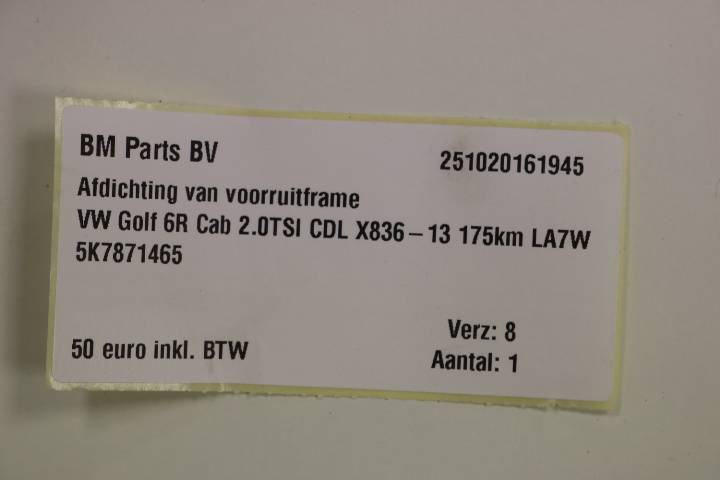 BM Parts BV 251020161945
Afdichting van voorruitframe
VW Golf 6R Cab 2.0TSI CDL X836-13 175km LA7W
5K7871465
Verz: 8
50 euro inkl. BTW Aantal: 1